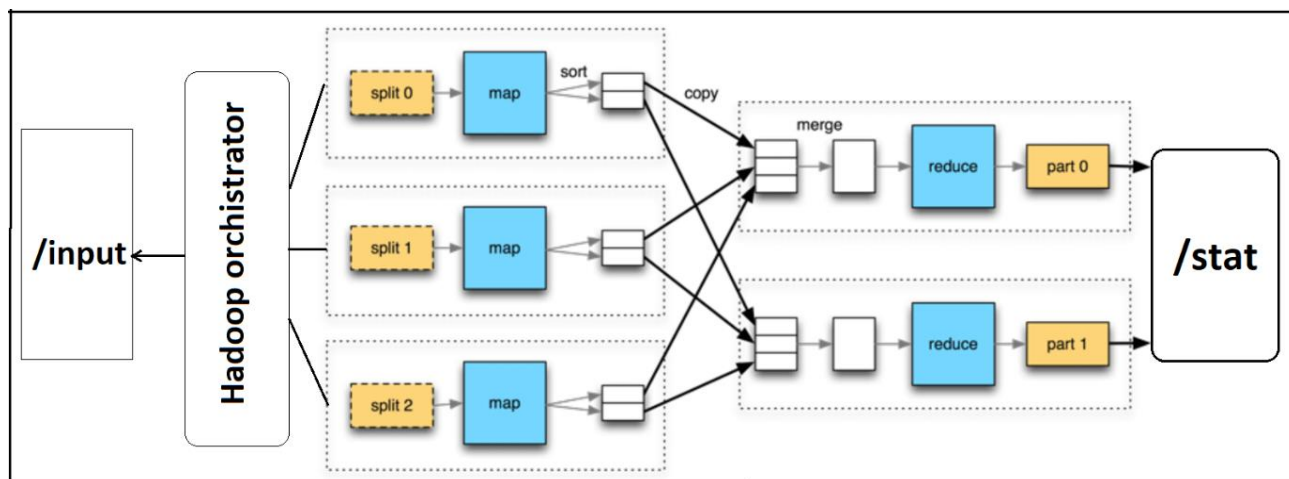 /input
Hadoop orchistrator
split 0
map
sort
copy
split 1
map
split 2
map
merge
reduce
part 0
reduce
part 1
/stat